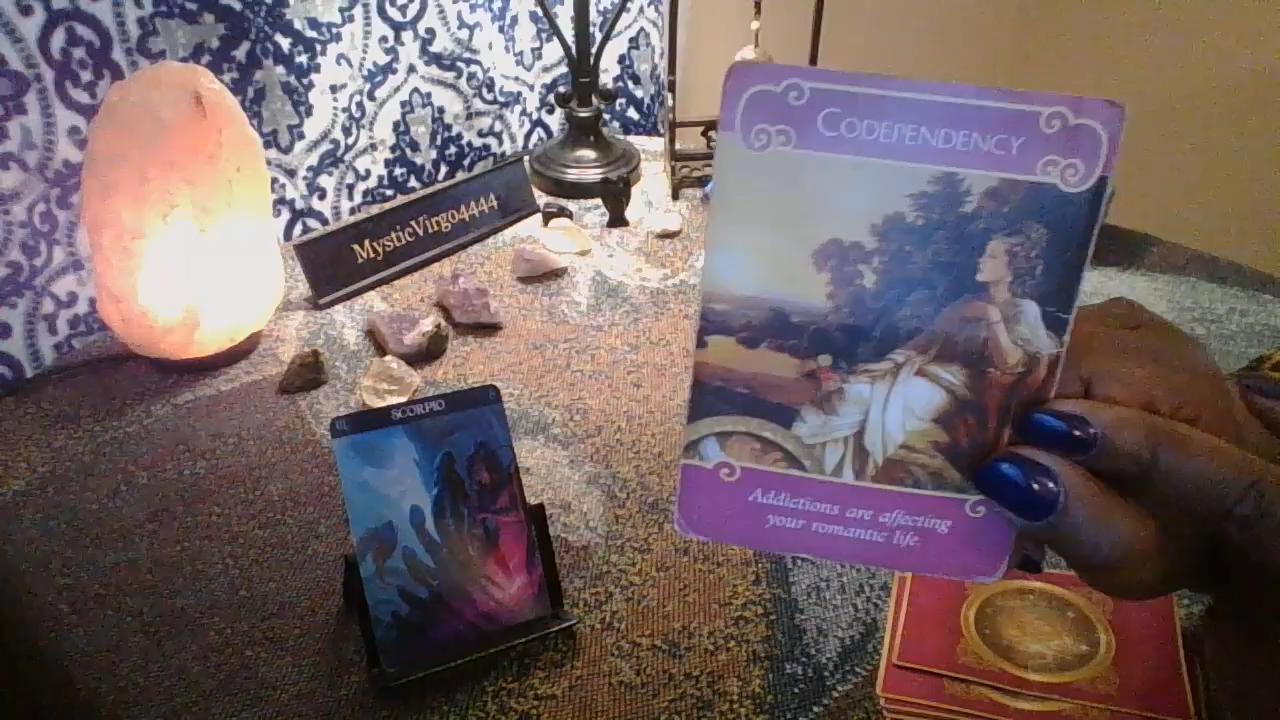 MysticVirgo4444
CODEPENDENCY
SCORPIO
Addictions are affecting
your romantic life.